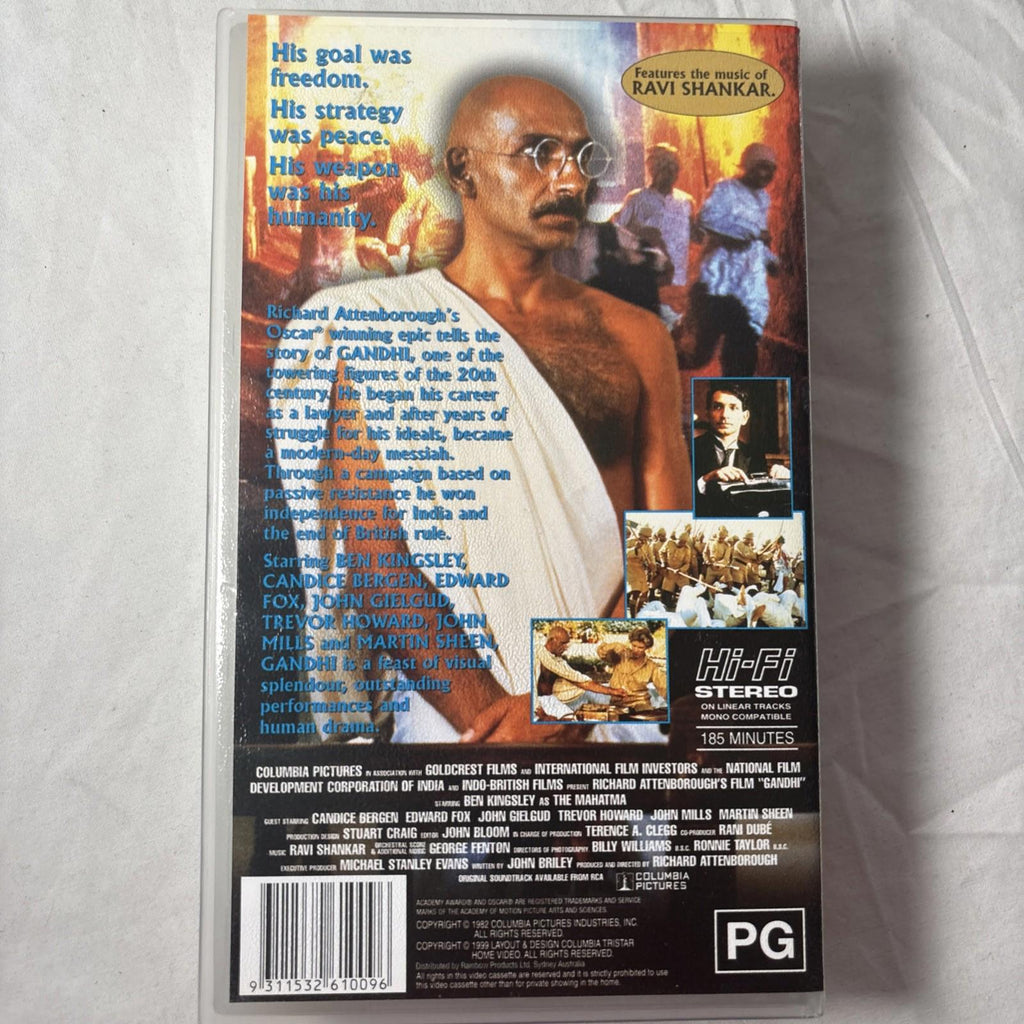 His goal was
freedom.
His strategy
was peace.
His weapon
was his
humanity.
Features the music of
RAVI SHANKAR.
Richard Attenborough's
Oscar® winning epic tells the
story of GANDHI, one of the
towering figures of the 20th
century. He began his career
as a lawyer and after years of
struggle for his ideals, became
a modern-day messiah.
Through a campaign based on
passive resistance he won
independence for India and
the end of British rule.
Starring BEN KINGSLEY,
CANDICE BERGEN, EDWARD
FOX, JOHN GIELGUD,
TREVOR HOWARD, JOHN
MILLS and MARTIN SHEEN,
GANDHI is a feast of visual
splendour, outstanding
performances and
human drama.
Hi-Fi
STEREO
ON LINEAR TRACKS
MONO COMPATIBLE
185 MINUTES
COLUMBIA PICTURES IN ASSOCIATION WITH GOLDCREST FILMS AND INTERNATIONAL FILM INVESTORS AND THE NATIONAL FILM
DEVELOPMENT CORPORATION OF INDIA AND INDO-BRITISH FILMS PRESENT RICHARD ATTENBOROUGH'S FILM "GANDHI"
STARRING BEN KINGSLEY AS THE MAHATMA
GUEST STARRING CANDICE BERGEN EDWARD FOX JOHN GIELGUD TREVOR HOWARD JOHN MILLS MARTIN SHEEN
PRODUCTION DESIGN STUART CRAIG EDITOR JOHN BLOOM IN CHARGE OF PRODUCTION TERENCE A. CLEGG CO-PRODUCER RANI DUBÉ
MUSIC RAVI SHANKAR ORCHESTRAL SCORE & ADDITIONAL MUSIC GEORGE FENTON DIRECTORS OF PHOTOGRAPHY BILLY WILLIAMS B.S.C. RONNIE TAYLOR B.S.C.
EXECUTIVE PRODUCER MICHAEL STANLEY EVANS WRITTEN BY JOHN BRILEY PRODUCED AND DIRECTED BY RICHARD ATTENBOROUGH
ORIGINAL SOUNDTRACK AVAILABLE FROM RCA
COLUMBIA
PICTURES
ACADEMY AWARD® AND OSCAR® ARE REGISTERED TRADEMARKS AND SERVICE
MARKS OF THE ACADEMY OF MOTION PICTURE ARTS AND SCIENCES.
COPYRIGHT © 1982 COLUMBIA PICTURES INDUSTRIES, INC.
ALL RIGHTS RESERVED.
COPYRIGHT © 1999 LAYOUT & DESIGN COLUMBIA TRISTAR
HOME VIDEO. ALL RIGHTS RESERVED.
Distributed by Rainbow Products Ltd. Sydney Australia
All rights in this video cassette are reserved and it is strictly prohibited to use
this video cassette other than for private showing in the home.
PG
9 311532 610096